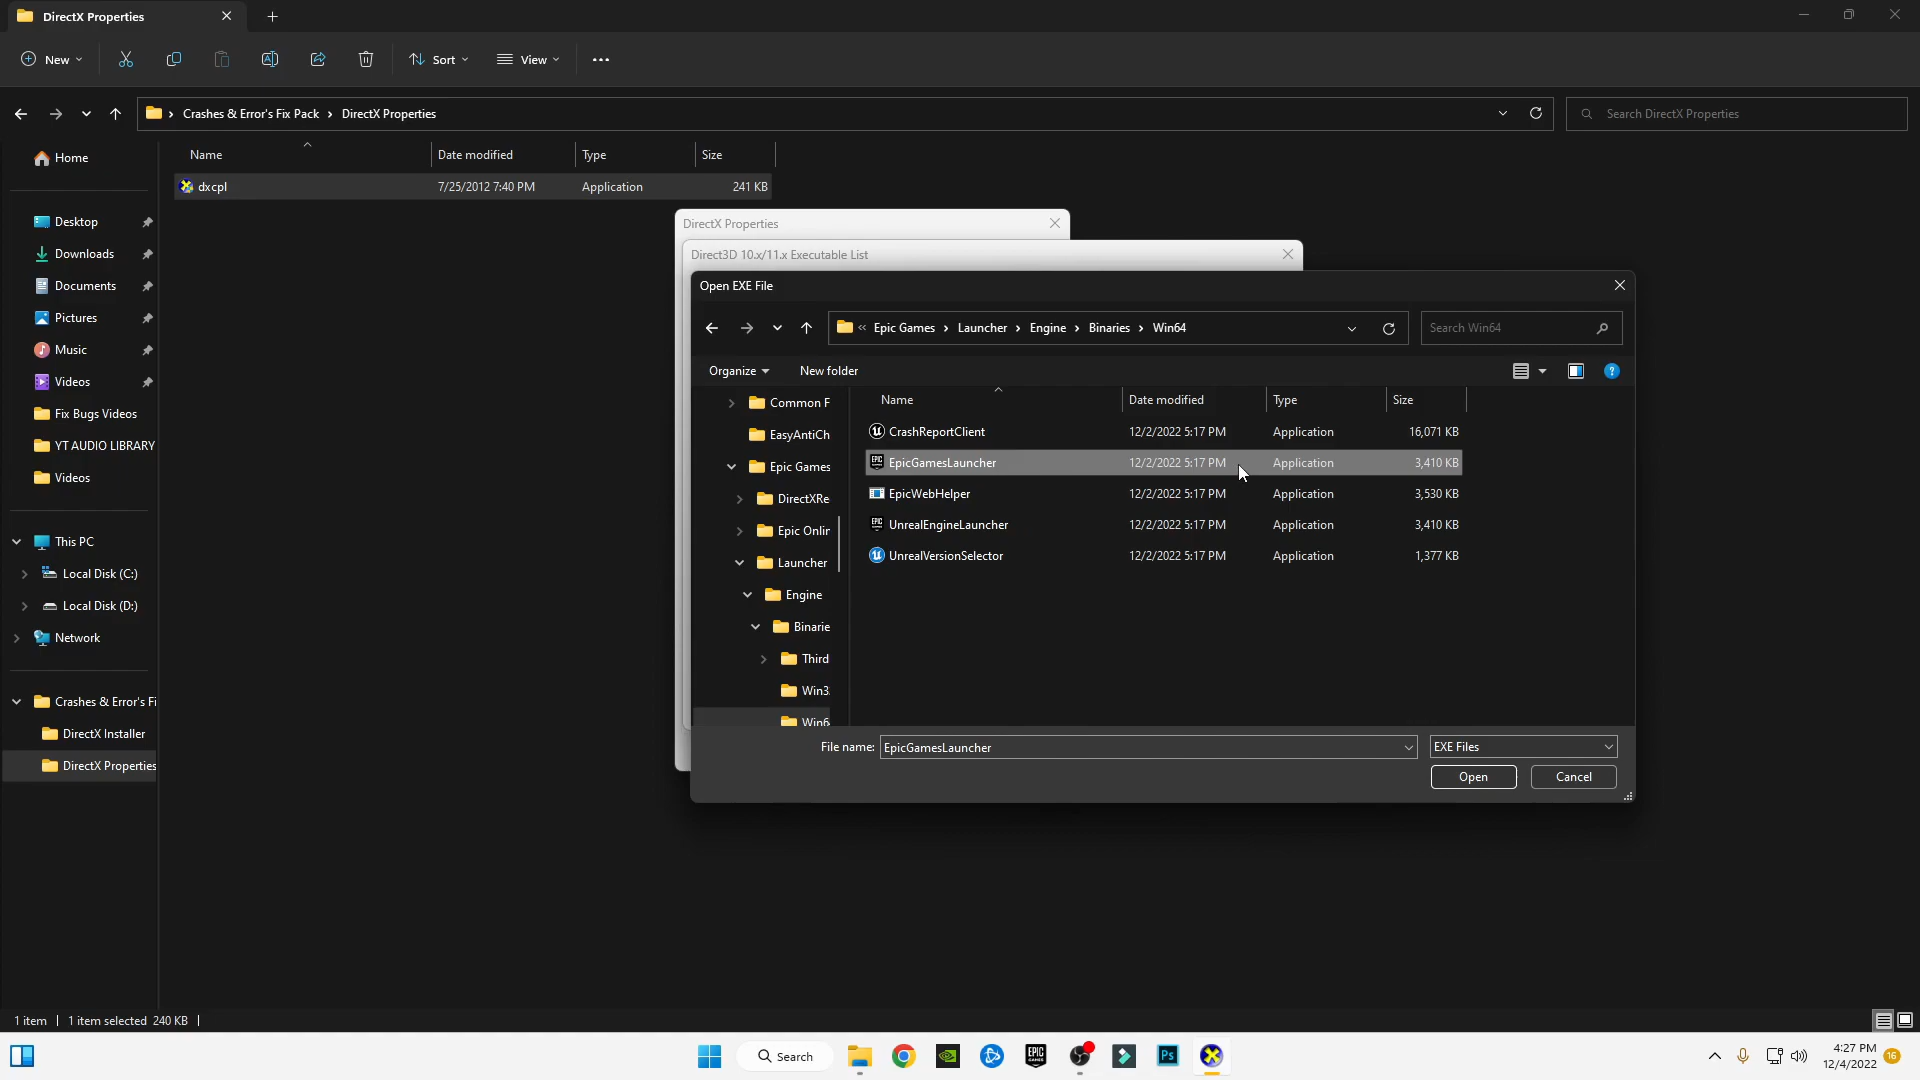 DirectX Properties
New
Sort
View
Crashes & Error's Fix Pack > DirectX Properties
Search DirectX Properties
Home
Desktop
Downloads
Documents
Pictures
Music
Videos
Fix Bugs Videos
YT AUDIO LIBRARY
Videos
This PC
Local Disk (C:)
Local Disk (D:)
Network
Crashes & Error's Fi
DirectX Installer
DirectX Properties
Name Date modified Type Size
dxcpl 7/25/2012 7:40 PM Application 241 KB
DirectX Properties
Direct3D 10.x/11.x Executable List
Open EXE File
« Epic Games > Launcher > Engine > Binaries > Win64
Search Win64
Organize New folder
Common F
EasyAntiCh
Epic Games
DirectXRe
Epic Onlin
Launcher
Engine
Binarie
Third
Win3
Win6
Name Date modified Type Size
CrashReportClient 12/2/2022 5:17 PM Application 16,071 KB
EpicGamesLauncher 12/2/2022 5:17 PM Application 3,410 KB
EpicWebHelper 12/2/2022 5:17 PM Application 3,530 KB
UnrealEngineLauncher 12/2/2022 5:17 PM Application 3,410 KB
UnrealVersionSelector 12/2/2022 5:17 PM Application 1,377 KB
File name: EpicGamesLauncher EXE Files
Open Cancel
1 item 1 item selected 240 KB
Search
EPIC GAMES
Ps
4:27 PM
12/4/2022
16